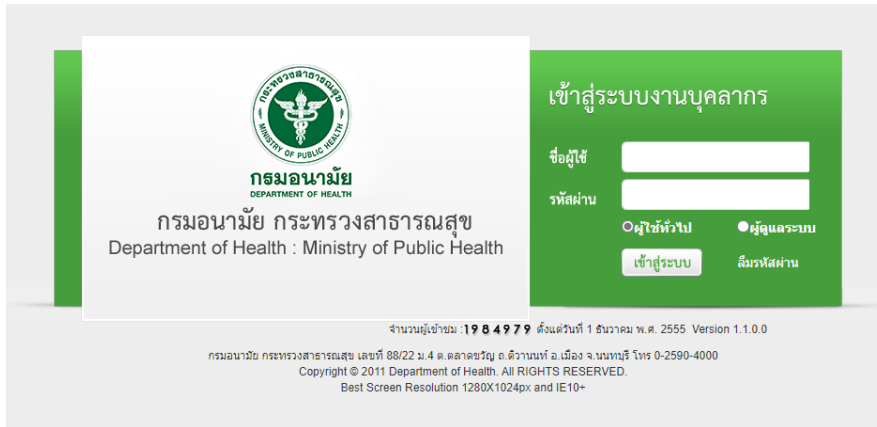 กระทรวงสาธารณสุข
MINISTRY OF PUBLIC HEALTH
กรมอนามัย
DEPARTMENT OF HEALTH
กรมอนามัย กระทรวงสาธารณสุข
Department of Health : Ministry of Public Health
เข้าสู่ระบบงานบุคลากร
ชื่อผู้ใช้
รหัสผ่าน
ผู้ใช้ทั่วไป ผู้ดูแลระบบ
เข้าสู่ระบบ ลืมรหัสผ่าน
จำนวนผู้เข้าชม :1984979 ตั้งแต่วันที่ 1 ธันวาคม พ.ศ. 2555 Version 1.1.0.0
กรมอนามัย กระทรวงสาธารณสุข เลขที่ 88/22 ม.4 ต.ตลาดขวัญ ถ.ติวานนท์ อ.เมือง จ.นนทบุรี โทร 0-2590-4000
Copyright © 2011 Department of Health. All RIGHTS RESERVED.
Best Screen Resolution 1280X1024px and IE10+